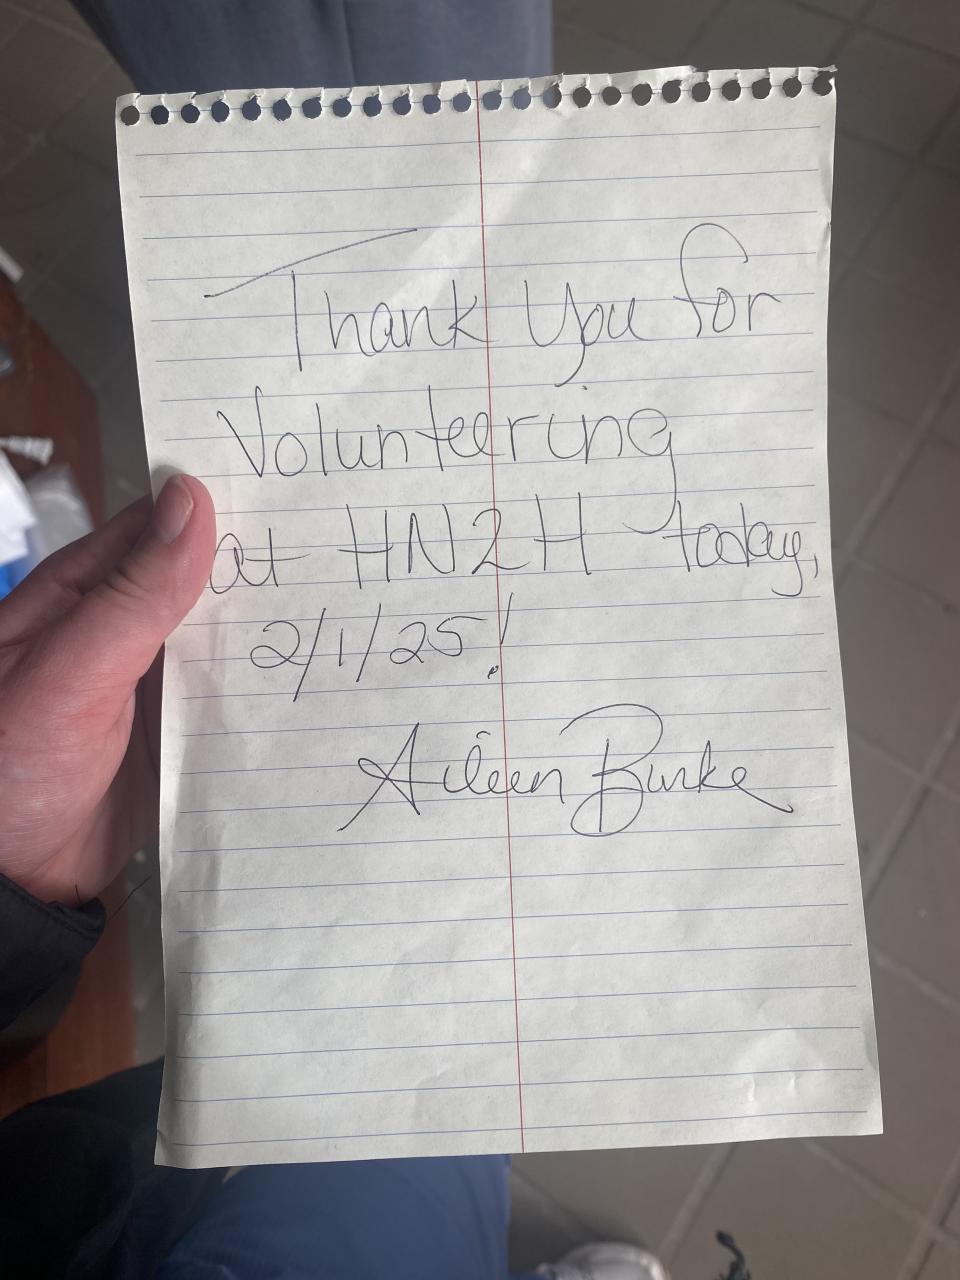 Thank you for
Volunteering
at HN2H today,
2/1/25!
Aileen Burke